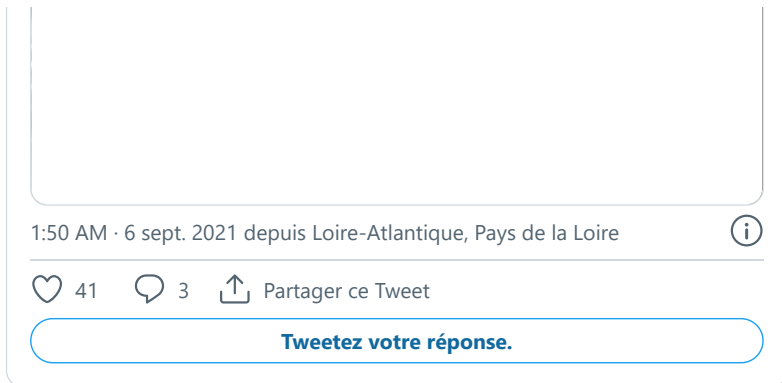 1:50 AM · 6 sept. 2021 depuis Loire-Atlantique, Pays de la Loire
41 3 Partager ce Tweet
Tweetez votre réponse.